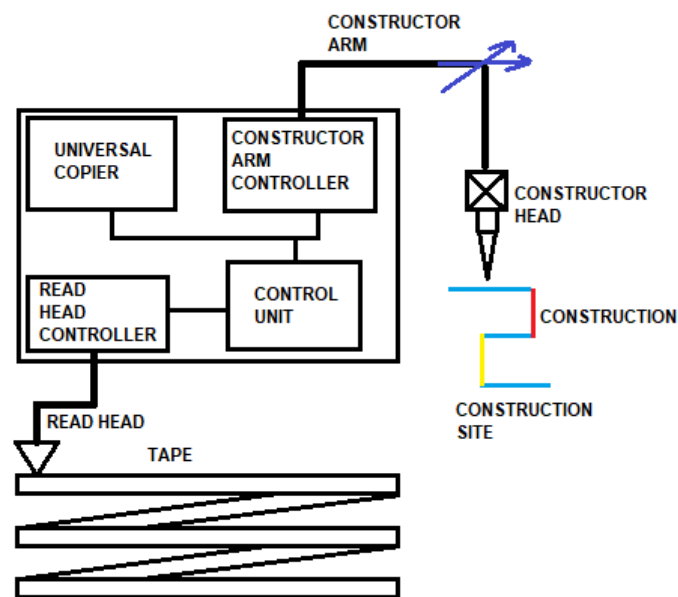 CONSTRUCTOR
ARM
UNIVERSAL
COPIER
CONSTRUCTOR
ARM
CONTROLLER
CONSTRUCTOR
HEAD
READ
HEAD
CONTROLLER
CONTROL
UNIT
CONSTRUCTION
CONSTRUCTION
SITE
READ HEAD
TAPE